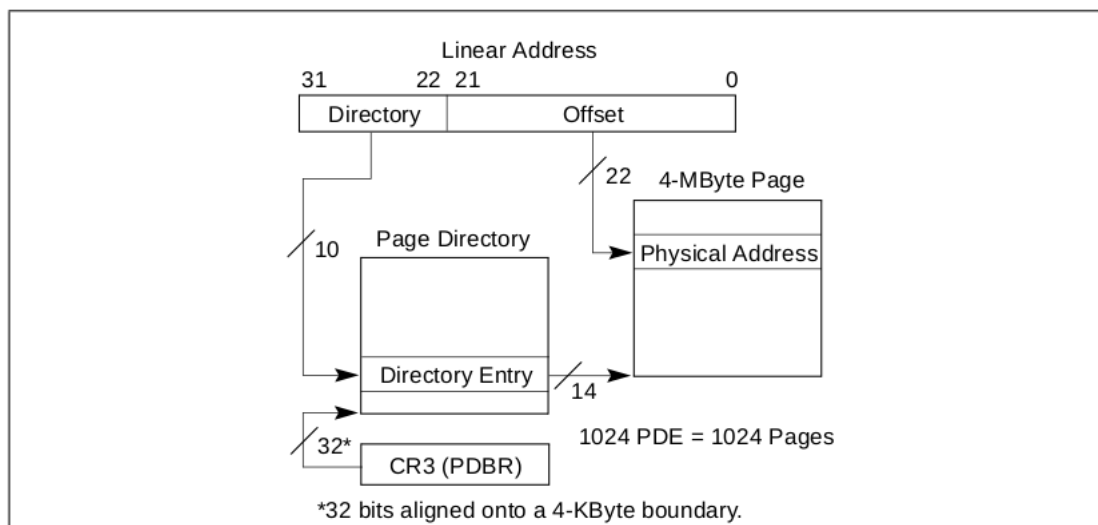 Linear Address
31 22 21 0
Directory Offset
22
4-MByte Page
10
Page Directory
Physical Address
Directory Entry
14
1024 PDE = 1024 Pages
32*
CR3 (PDBR)
*32 bits aligned onto a 4-KByte boundary.